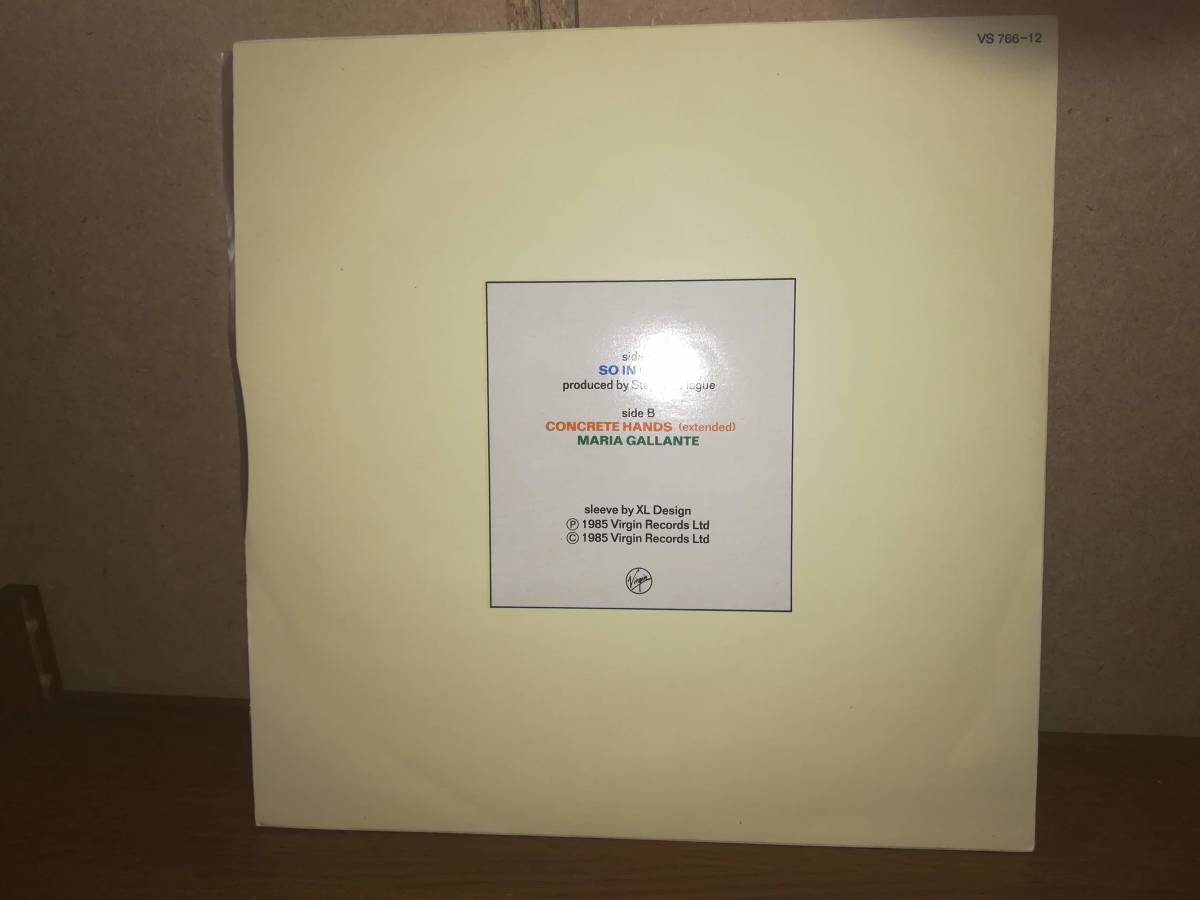 VS 766-12
side
SO IN
produced by
side B
CONCRETE HANDS (extended)
MARIA GALLANTE
sleeve by XL Design
Ⓟ 1985 Virgin Records Ltd
© 1985 Virgin Records Ltd
Virgin